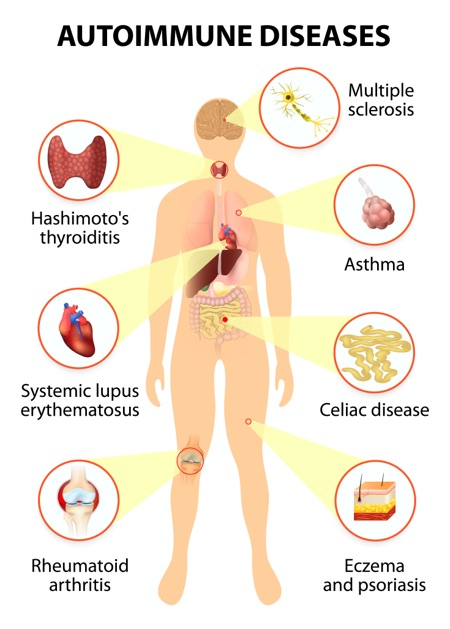 AUTOIMMUNE DISEASES
Multiple
sclerosis
Hashimoto's
thyroiditis
Asthma
Systemic lupus
erythematosus
Celiac disease
Rheumatoid
arthritis
Eczema
and psoriasis